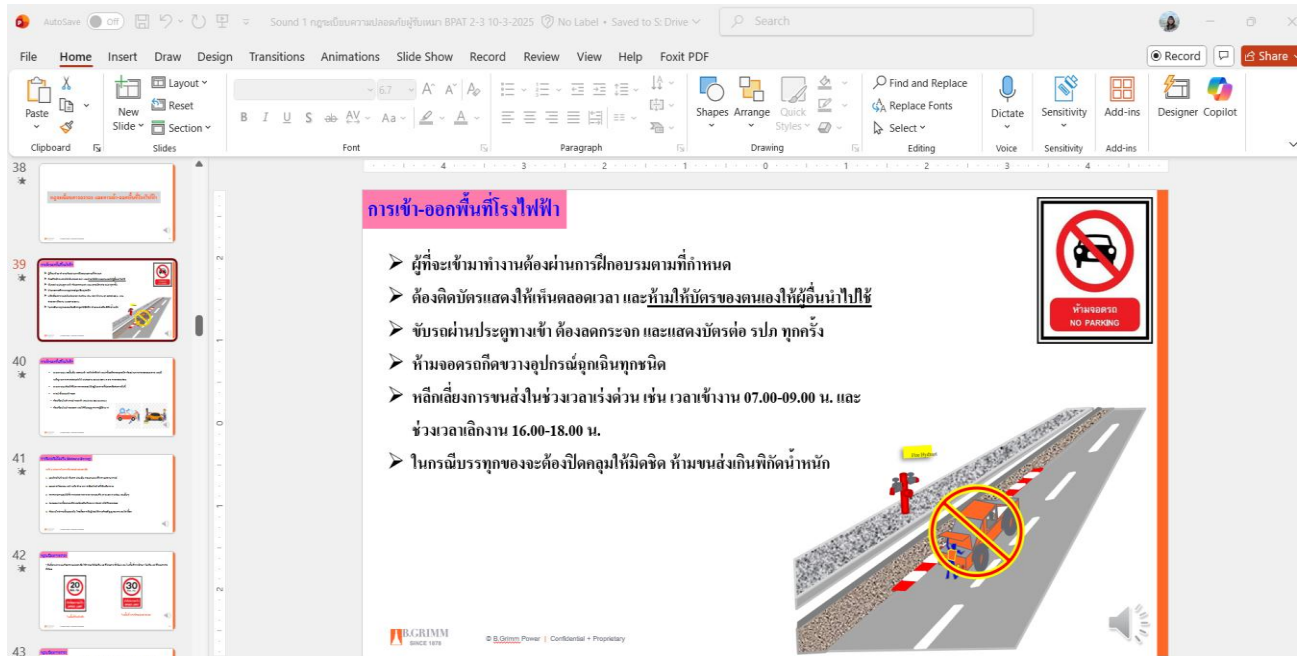 AutoSave Off Sound 1 กฎระเบียบความปลอดภัยผู้รับเหมา BPAT 2-3 10-3-2025 No Label • Saved to S: Drive Search
File Home Insert Draw Design Transitions Animations Slide Show Record Review View Help Foxit PDF Record Share
Paste
New Slide
Layout
Reset
Section
6.7
B I U S ab AV Aa A
Shapes Arrange Quick Styles
Find and Replace
Replace Fonts
Select
Dictate
Sensitivity
Add-ins
Designer Copilot
Clipboard Slides Font Paragraph Drawing Editing Voice Sensitivity Add-ins
4 3 2 1 0 1 2 3 4
38
39
40
41
42
20
30
43
2
1
0
1
2
การเข้า-ออกพื้นที่โรงไฟฟ้า
ผู้ที่จะเข้ามาทำงานต้องผ่านการฝึกอบรมตามที่กำหนด
ต้องติดบัตรแสดงให้เห็นตลอดเวลา และห้ามให้บัตรของตนเองให้ผู้อื่นนำไปใช้
ขับรถผ่านประตูทางเข้า ต้องลดกระจก และแสดงบัตรต่อ รปภ ทุกครั้ง
ห้ามจอดรถกีดขวางอุปกรณ์ฉุกเฉินทุกชนิด
หลีกเลี่ยงการขนส่งในช่วงเวลาเร่งด่วน เช่น เวลาเข้างาน 07.00-09.00 น. และ
ช่วงเวลาเลิกงาน 16.00-18.00 น.
ในกรณีบรรทุกของจะต้องปิดคลุมให้มิดชิด ห้ามขนส่งเกินพิกัดน้ำหนัก
ห้ามจอดรถ
NO PARKING
B.GRIMM
SINCE 1878
© B.Grimm Power | Confidential + Proprietary